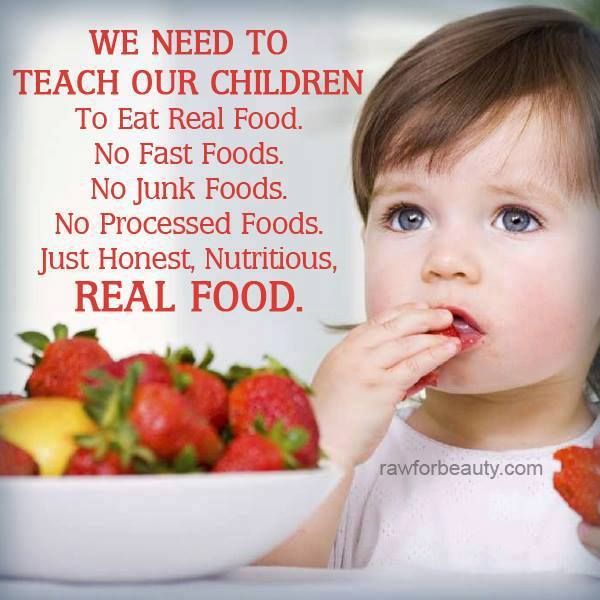 WE NEED TO
TEACH OUR CHILDREN
To Eat Real Food.
No Fast Foods.
No Junk Foods.
No Processed Foods.
Just Honest, Nutritious,
REAL FOOD.
rawforbeauty.com